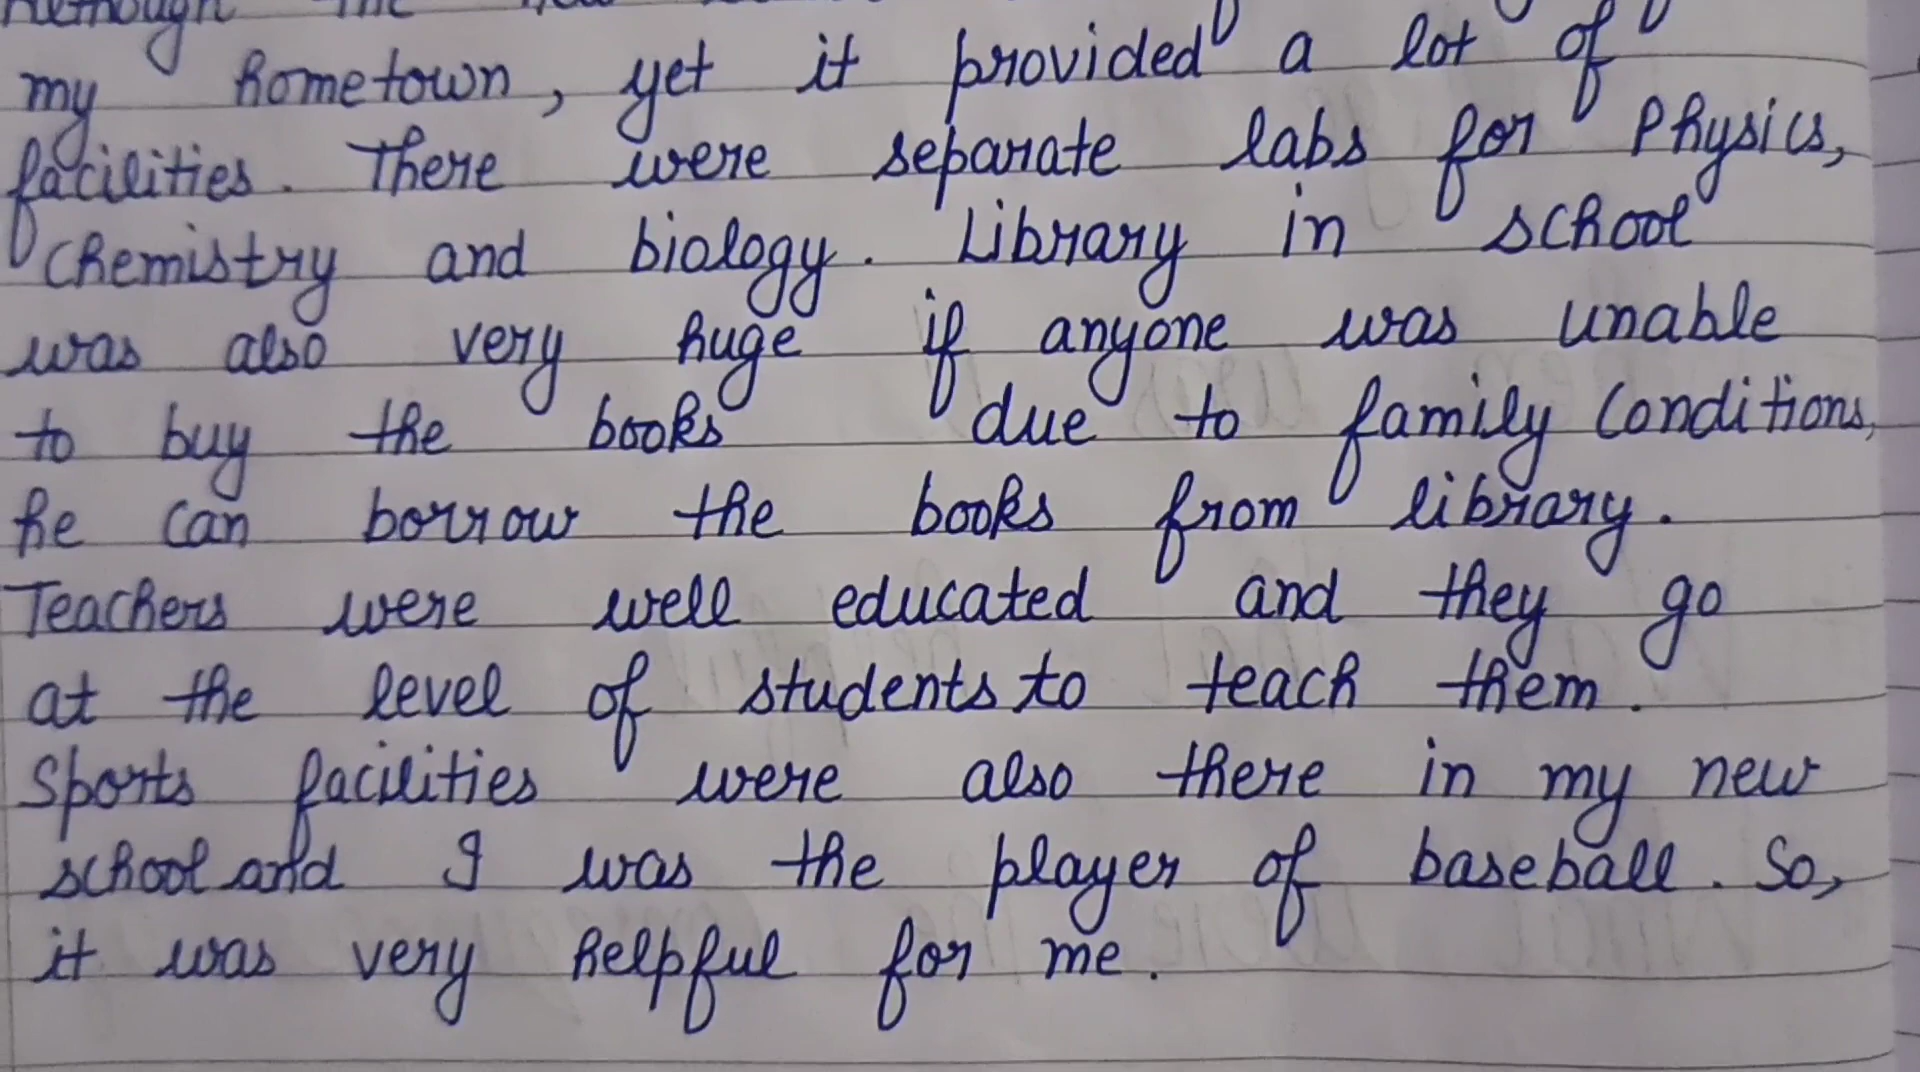 Although the new
my hometown, yet it provided a lot of
facilities. There were separate labs for Physics,
chemistry and biology. Library in school
was also very huge if anyone was unable
to buy the books due to family conditions,
he can borrow the books from library.
Teachers were well educated and they go
at the level of students to teach them.
Sports facilities were also there in my new
school and I was the player of baseball. So,
it was very helpful for me.